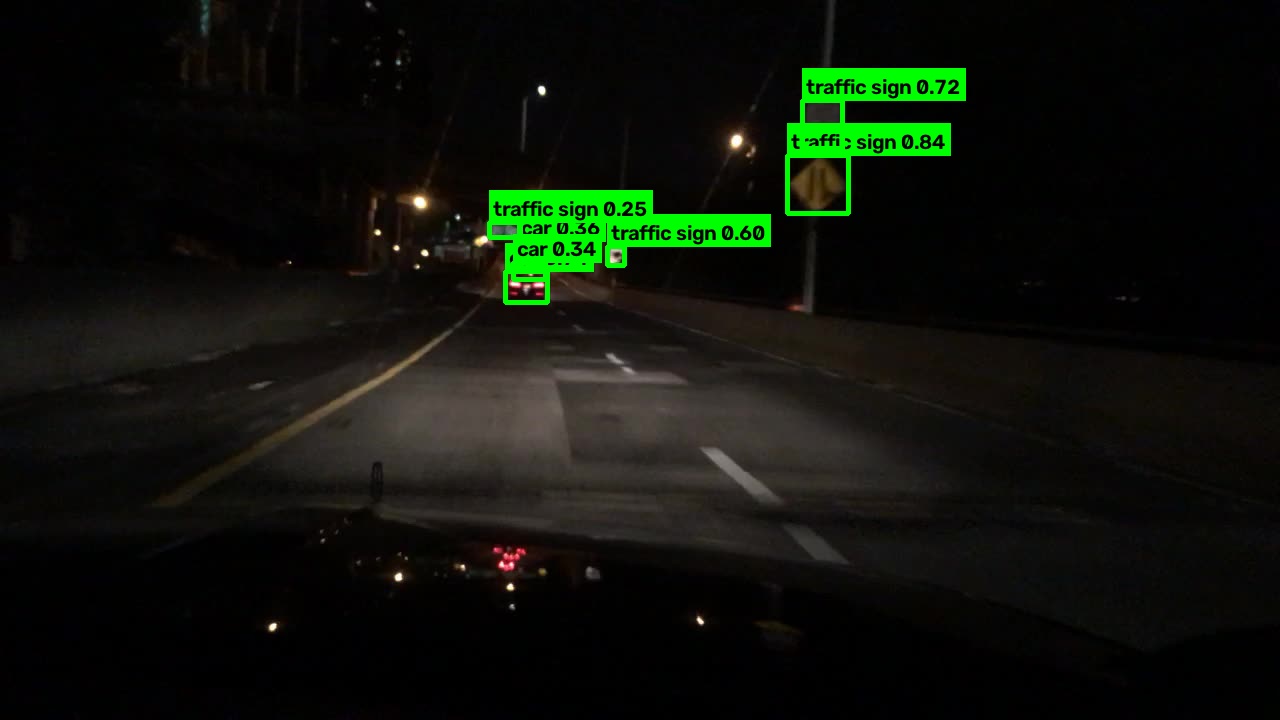 traffic sign 0.72
traffic sign 0.84
traffic sign 0.25
car 0.36
traffic sign 0.60
car 0.34